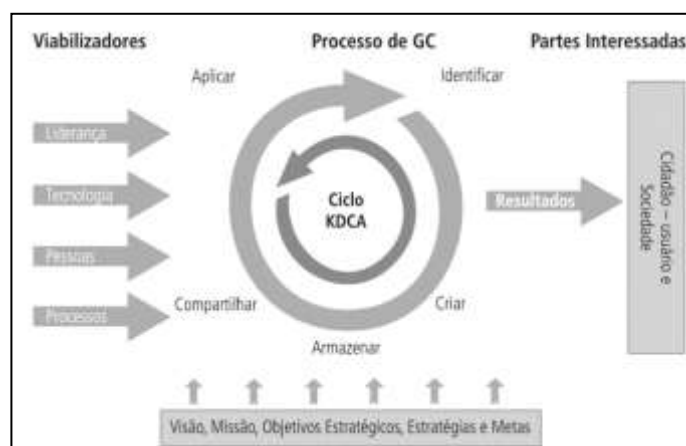 Viabilizadores
Processo de GC
Partes Interessadas
Aplicar
Identificar
Liderança
Tecnologia
Pessoas
Processos
Ciclo
KDCA
Resultados
Cidadão – usuário e
Sociedade
Compartilhar
Criar
Armazenar
Visão, Missão, Objetivos Estratégicos, Estratégias e Metas